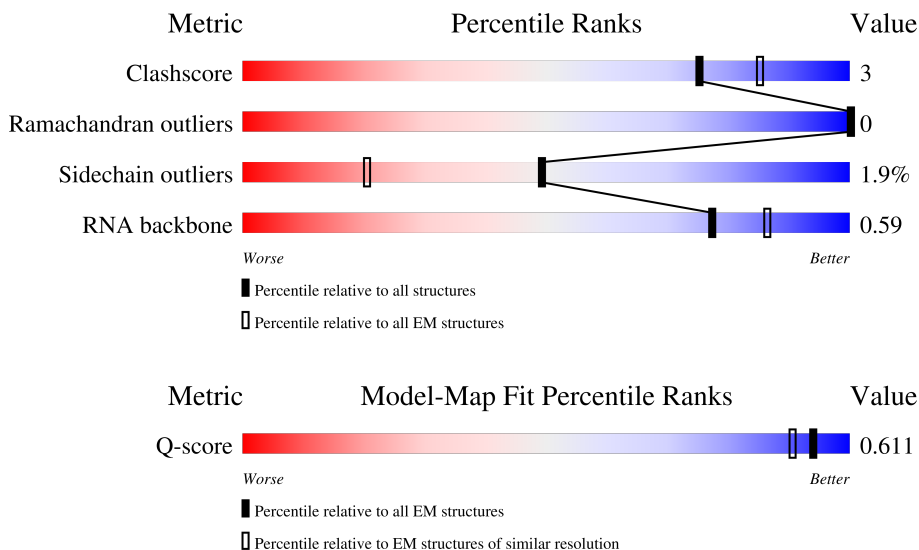 Metric Percentile Ranks Value
Clashscore 3
Ramachandran outliers 0
Sidechain outliers 1.9%
RNA backbone 0.59
Worse Better
Percentile relative to all structures
Percentile relative to all EM structures
Metric Model-Map Fit Percentile Ranks Value
Q-score 0.611
Worse Better
Percentile relative to all EM structures
Percentile relative to EM structures of similar resolution